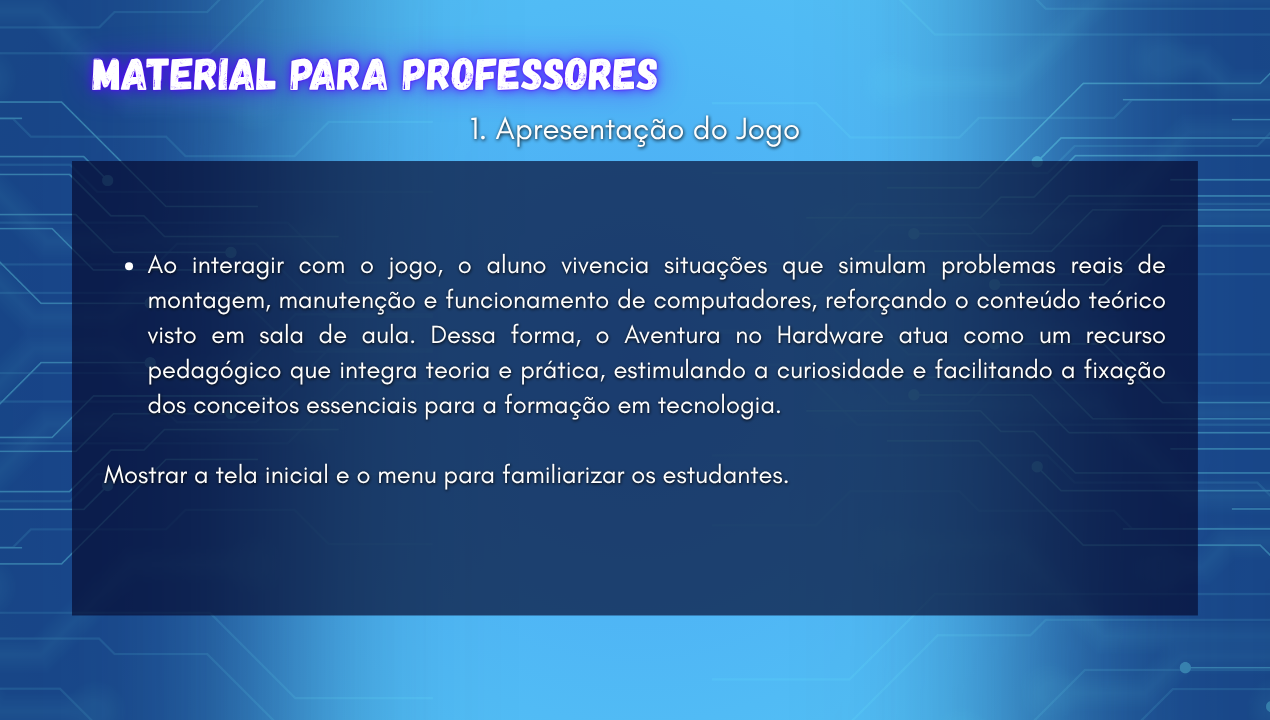 MATERIAL PARA PROFESSORES
1. Apresentação do Jogo
• Ao interagir com o jogo, o aluno vivencia situações que simulam problemas reais de
montagem, manutenção e funcionamento de computadores, reforçando o conteúdo teórico
visto em sala de aula. Dessa forma, o Aventura no Hardware atua como um recurso
pedagógico que integra teoria e prática, estimulando a curiosidade e facilitando a fixação
dos conceitos essenciais para a formação em tecnologia.
Mostrar a tela inicial e o menu para familiarizar os estudantes.